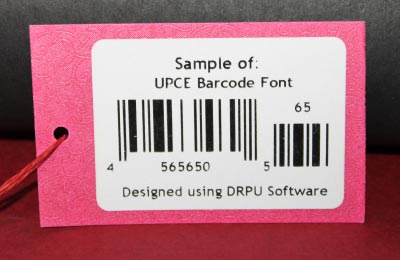 Sample of:
UPCE Barcode Font
65
4 565650 5
Designed using DRPU Software